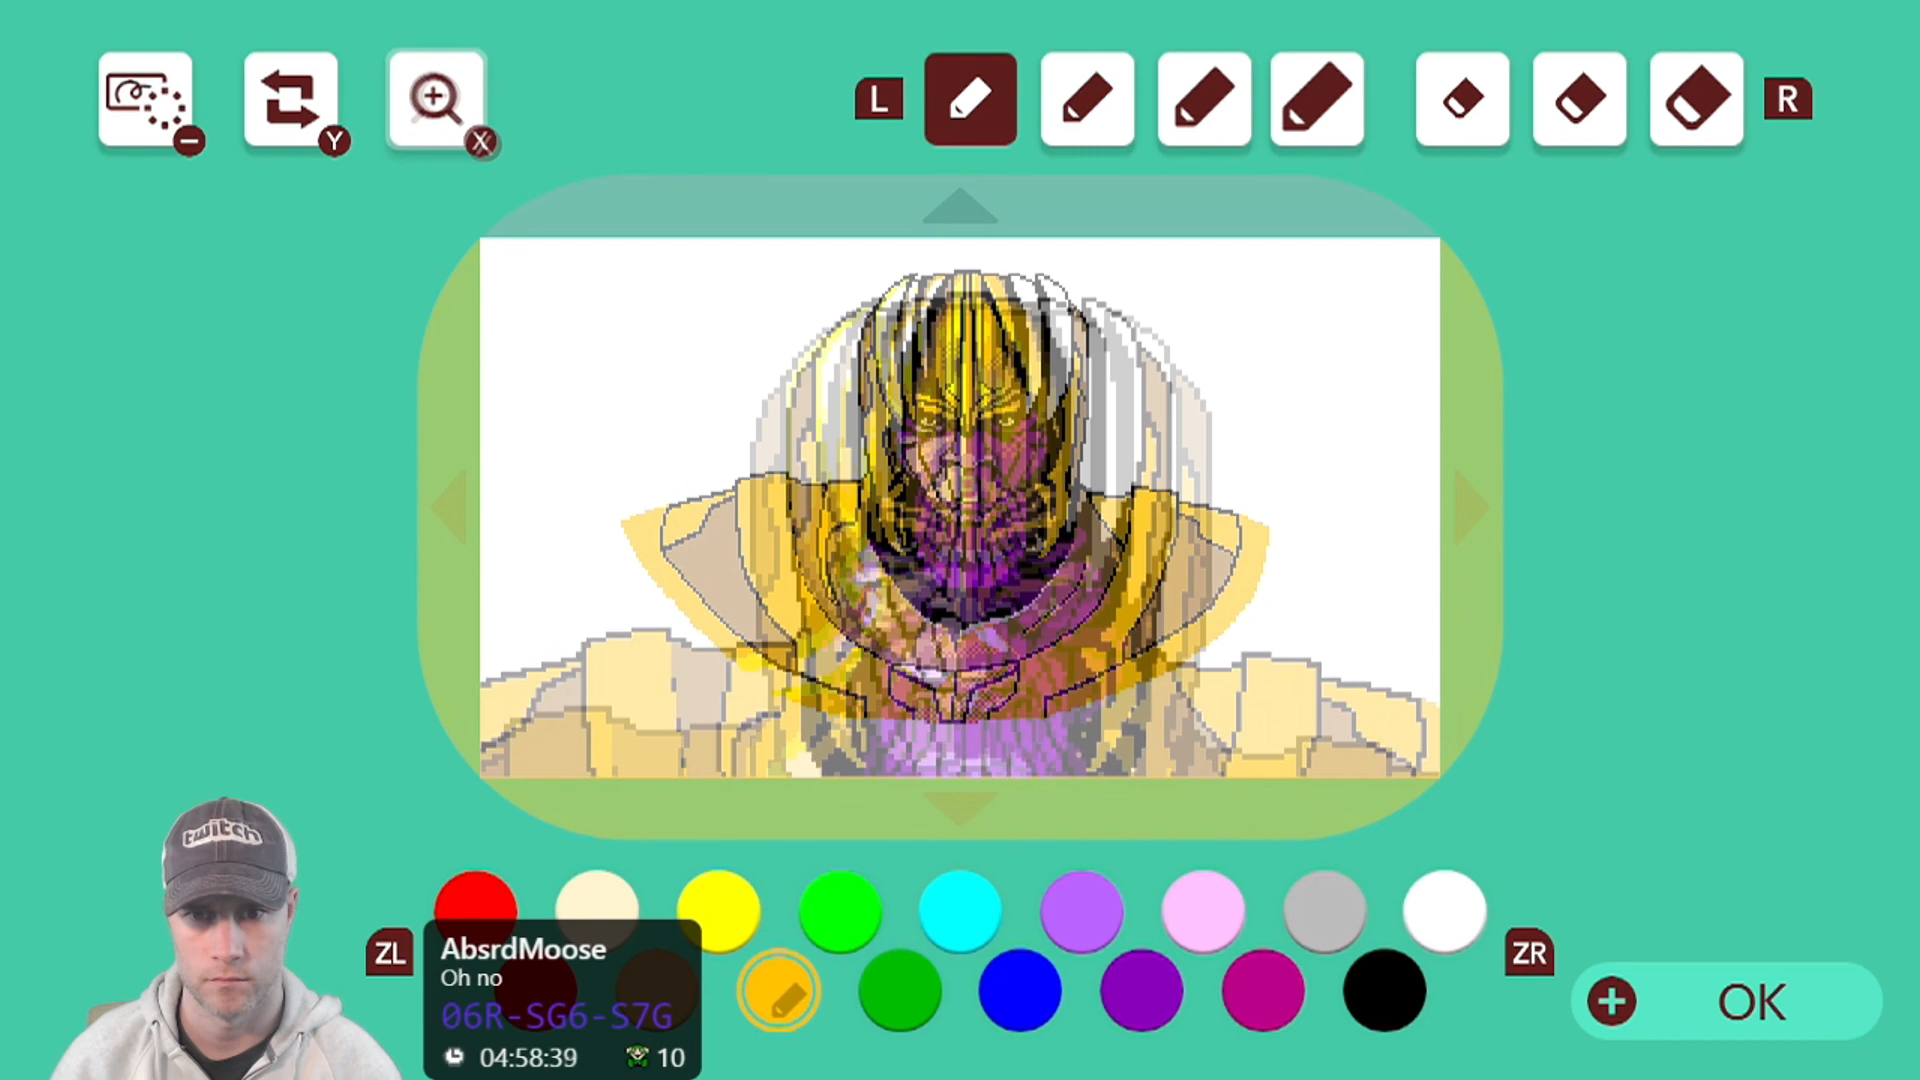 Y
X
L
R
twitch
ZL
AbsrdMoose
Oh no
06R-SG6-S7G
04:58:39
10
ZR
OK